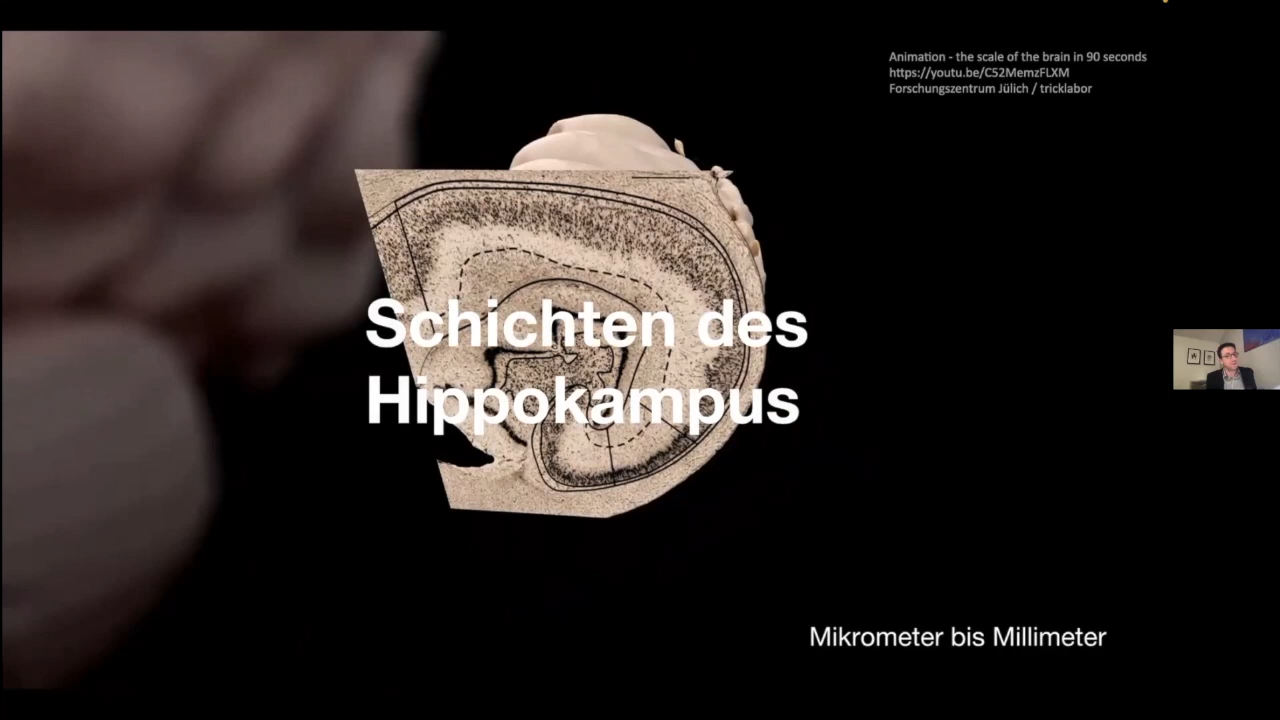 Animation - the scale of the brain in 90 seconds
https://youtu.be/C52MemzFLXM
Forschungszentrum Jülich / tricklabor
Schichten des
Hippokampus
Mikrometer bis Millimeter